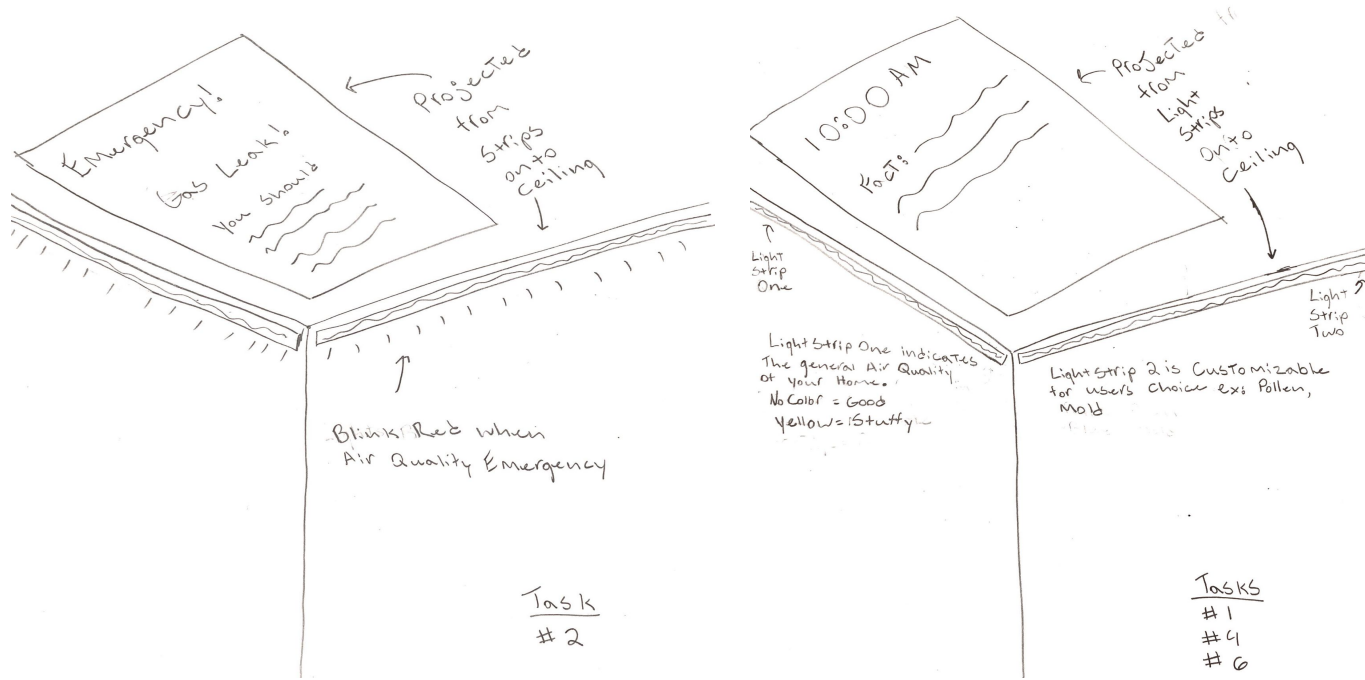 Emergency!
Gas Leak!
You should
Projected
from
strips
onto
ceiling
Blink Red when
Air Quality Emergency
Task
# 2
10:00 AM
Fact:
Projected
from
Light
Strips
onto
ceiling
Light
Strip
One
Light
Strip
Two
Light Strip One indicates
The general Air Quality
of your Home.
No Color = Good
Yellow = Stuffy
Light Strip 2 is Customizable
for users choice ex: Pollen,
Mold
Tasks
# 1
# 4
# 6